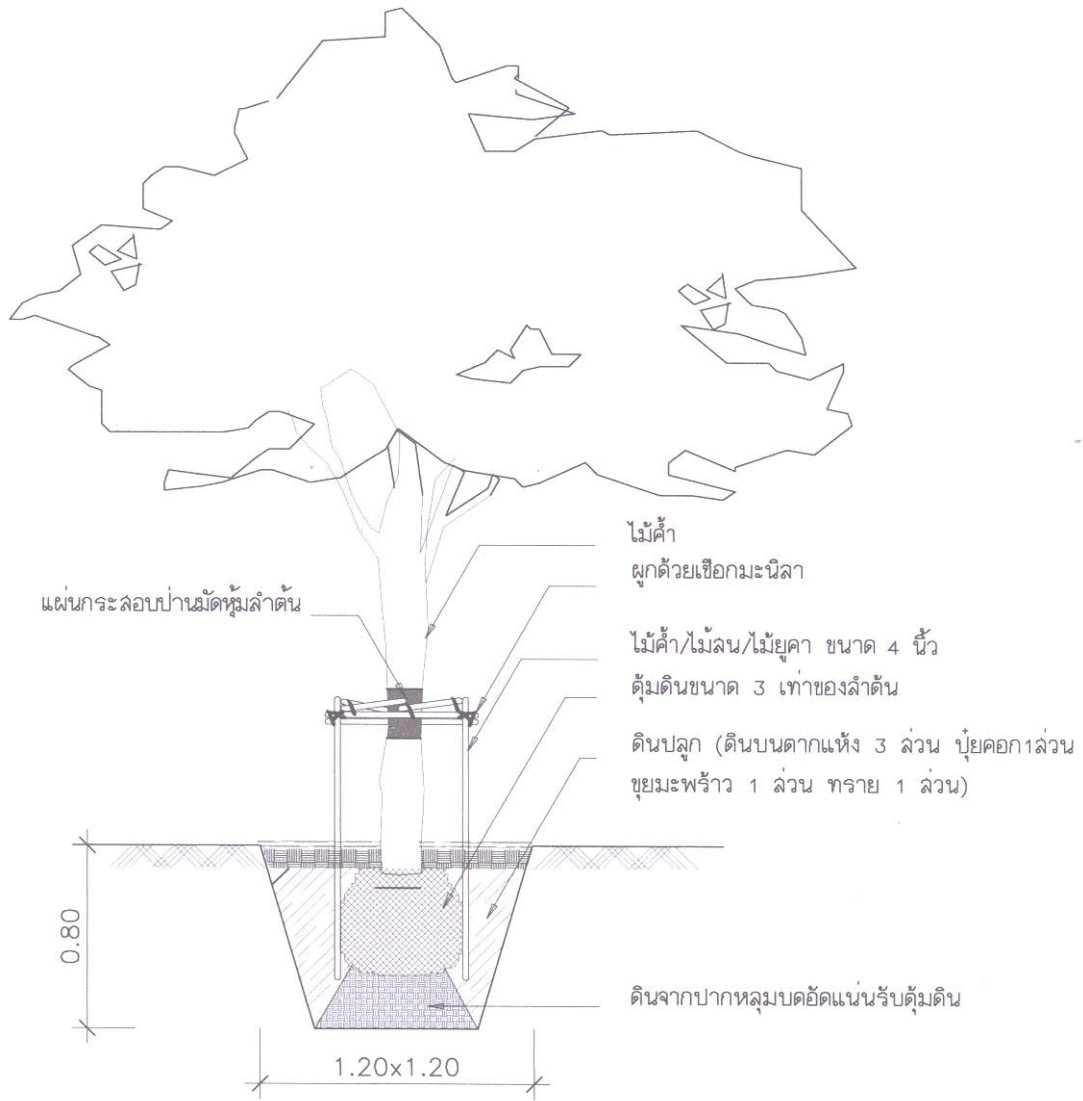 ไม้ค้ำ
ผูกด้วยเชือกมะนิลา
แผ่นกระสอบป่านมัดหุ้มลำต้น
ไม้ค้ำ/ไม้สน/ไม้ยูคา ขนาด 4 นิ้ว
ตุ้มดินขนาด 3 เท่าของลำต้น
ดินปลูก (ดินบนตากแห้ง 3 ส่วน ปุ๋ยคอก1ส่วน
ขุยมะพร้าว 1 ส่วน ทราย 1 ส่วน)
0.80
ดินจากปากหลุมบดอัดแน่นรับตุ้มดิน
1.20x1.20